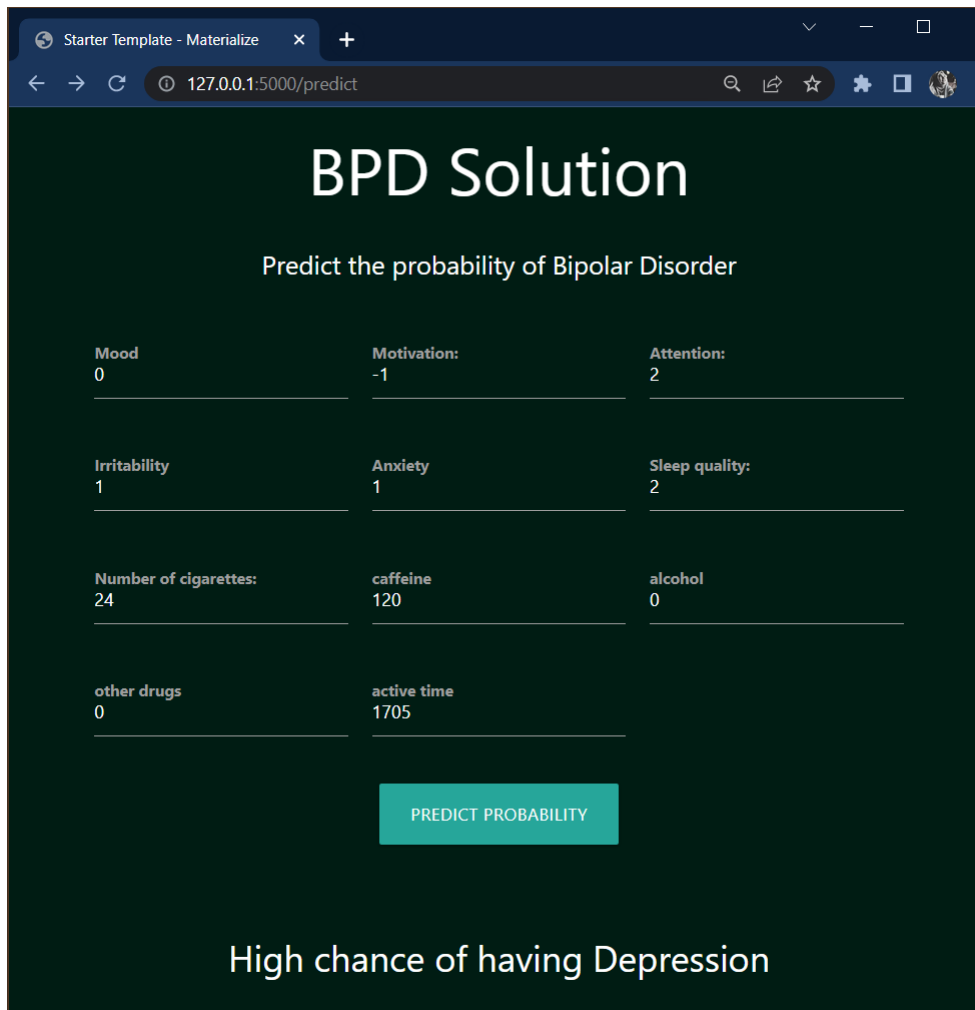 Starter Template - Materialize
127.0.0.1:5000/predict
BPD Solution
Predict the probability of Bipolar Disorder
Mood Motivation: Attention:
0 -1 2
Irritability Anxiety Sleep quality:
1 1 2
Number of cigarettes: caffeine alcohol
24 120 0
other drugs active time
0 1705
PREDICT PROBABILITY
High chance of having Depression